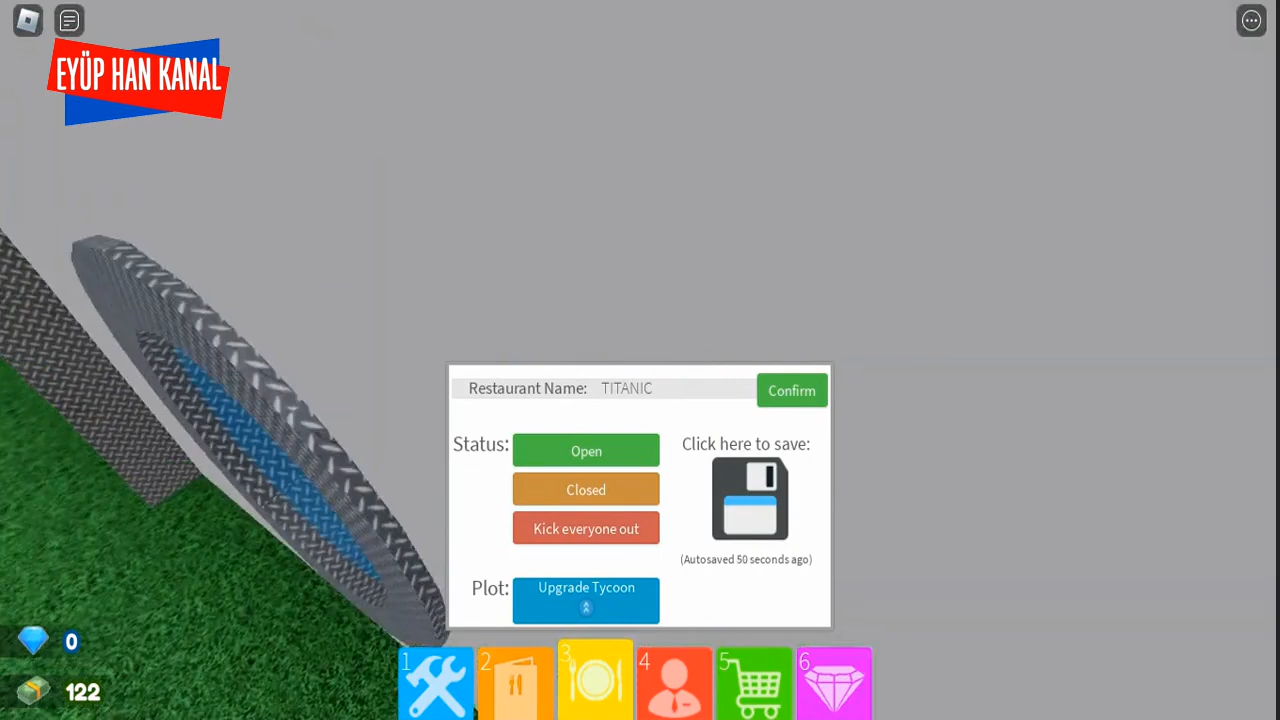 EYÜP HAN KANAL
Restaurant Name: TITANIC
Confirm
Status:
Open
Click here to save:
Closed
Kick everyone out
(Autosaved 50 seconds ago)
Plot:
Upgrade Tycoon
0
122
1 2 3 4 5 6